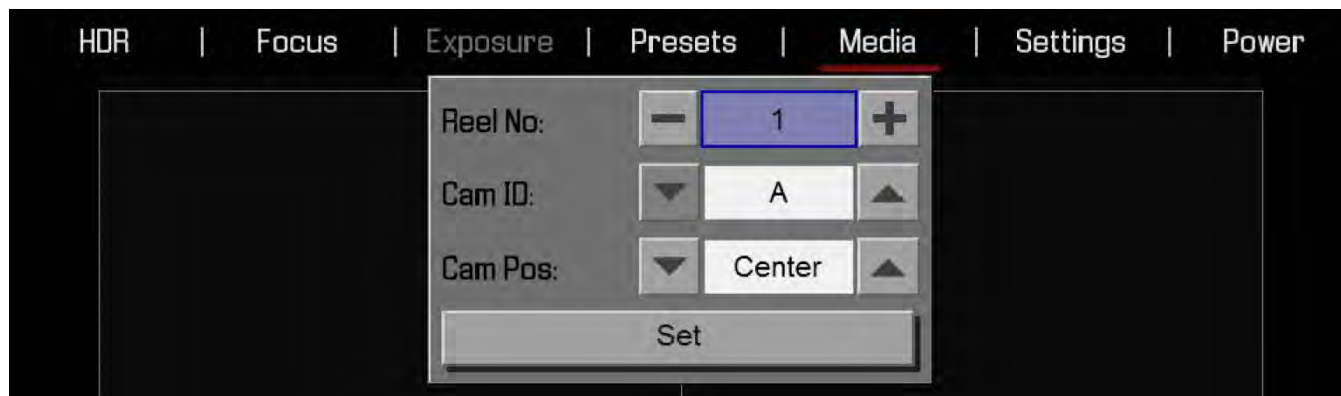 HDR | Focus | Exposure | Presets | Media | Settings | Power
Reel No: 1
Cam ID: A
Cam Pos: Center
Set